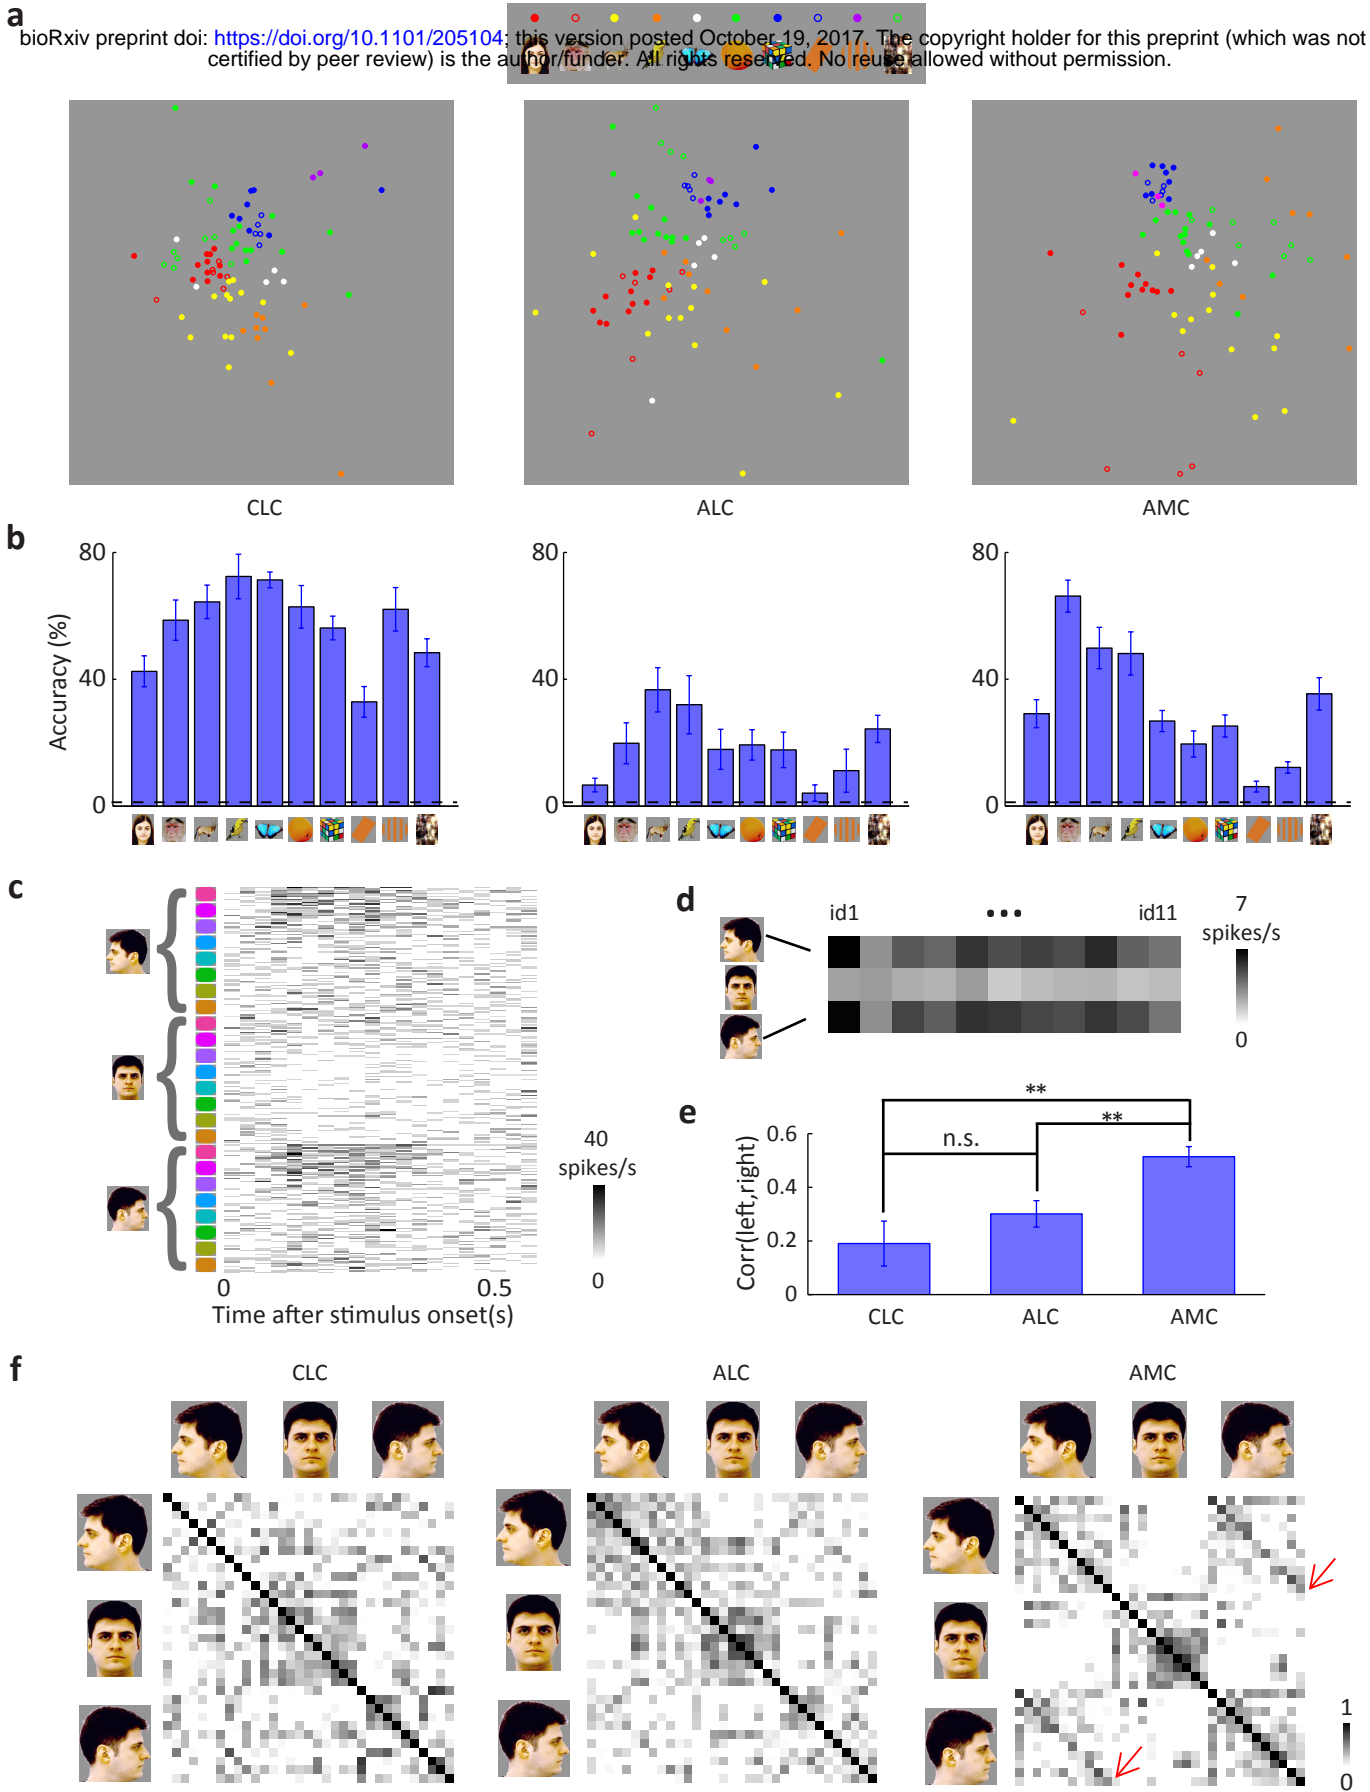 a
bioRxiv preprint doi: https://doi.org/10.1101/205104; this version posted October 19, 2017. The copyright holder for this preprint (which was not
certified by peer review) is the author/funder. All rights reserved. No reuse allowed without permission.
CLC ALC AMC
b
80 80 80
40 40 40
0 0 0
Accuracy (%)
c
40
spikes/s
0
0 0.5
Time after stimulus onset(s)
d
id1 ... id11
7
spikes/s
0
e
**
**
n.s.
0.6
0.4
0.2
0
Corr(left,right)
CLC ALC AMC
f
CLC ALC AMC
1
0